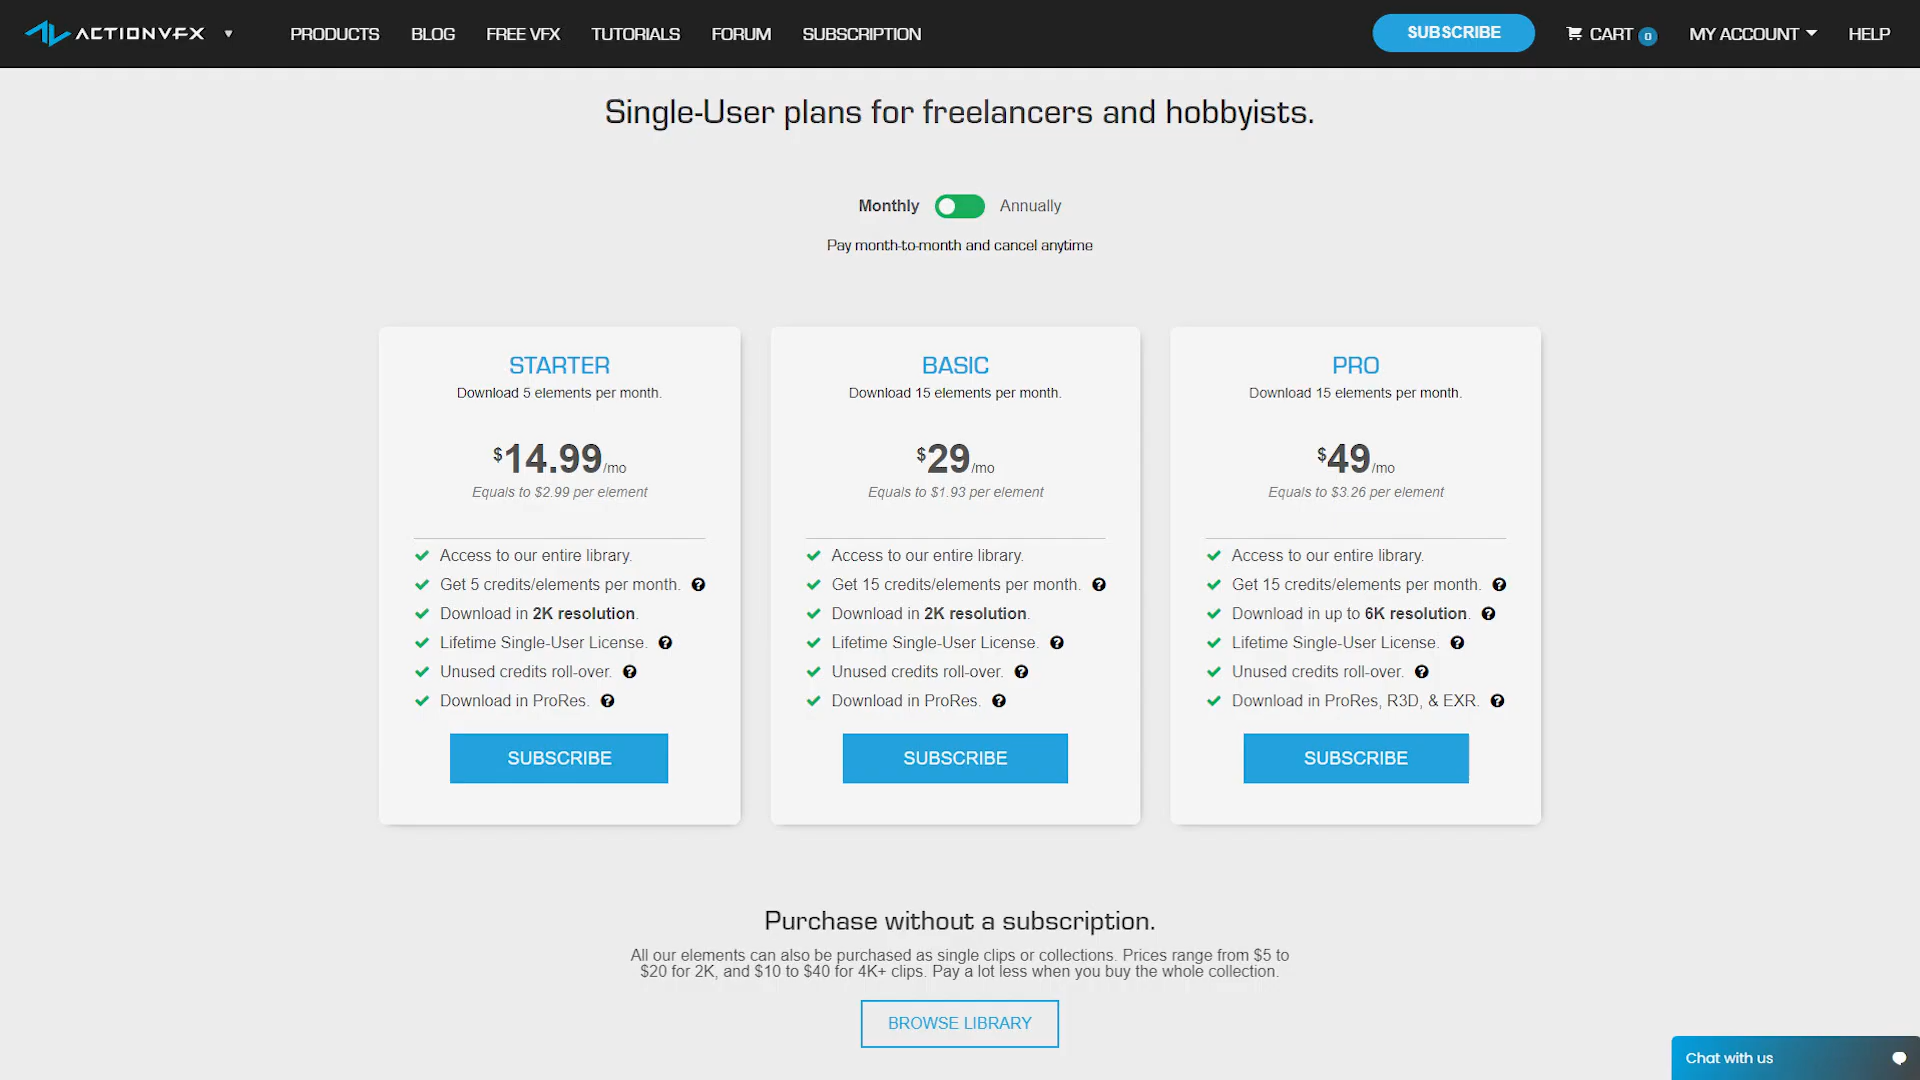 ACTIONVFX
PRODUCTS
BLOG
FREE VFX
TUTORIALS
FORUM
SUBSCRIPTION
SUBSCRIBE
CART 0
MY ACCOUNT
HELP
Single-User plans for freelancers and hobbyists.
Monthly
Annually
Pay month-to-month and cancel anytime
STARTER
Download 5 elements per month.
$14.99/mo
Equals to $2.99 per element
Access to our entire library.
Get 5 credits/elements per month. ?
Download in 2K resolution.
Lifetime Single-User License. ?
Unused credits roll-over. ?
Download in ProRes. ?
SUBSCRIBE
BASIC
Download 15 elements per month.
$29/mo
Equals to $1.93 per element
Access to our entire library.
Get 15 credits/elements per month. ?
Download in 2K resolution.
Lifetime Single-User License. ?
Unused credits roll-over. ?
Download in ProRes. ?
SUBSCRIBE
PRO
Download 15 elements per month.
$49/mo
Equals to $3.26 per element
Access to our entire library.
Get 15 credits/elements per month. ?
Download in up to 6K resolution. ?
Lifetime Single-User License. ?
Unused credits roll-over. ?
Download in ProRes, R3D, & EXR. ?
SUBSCRIBE
Purchase without a subscription.
All our elements can also be purchased as single clips or collections. Prices range from $5 to
$20 for 2K, and $10 to $40 for 4K+ clips. Pay a lot less when you buy the whole collection.
BROWSE LIBRARY
Chat with us